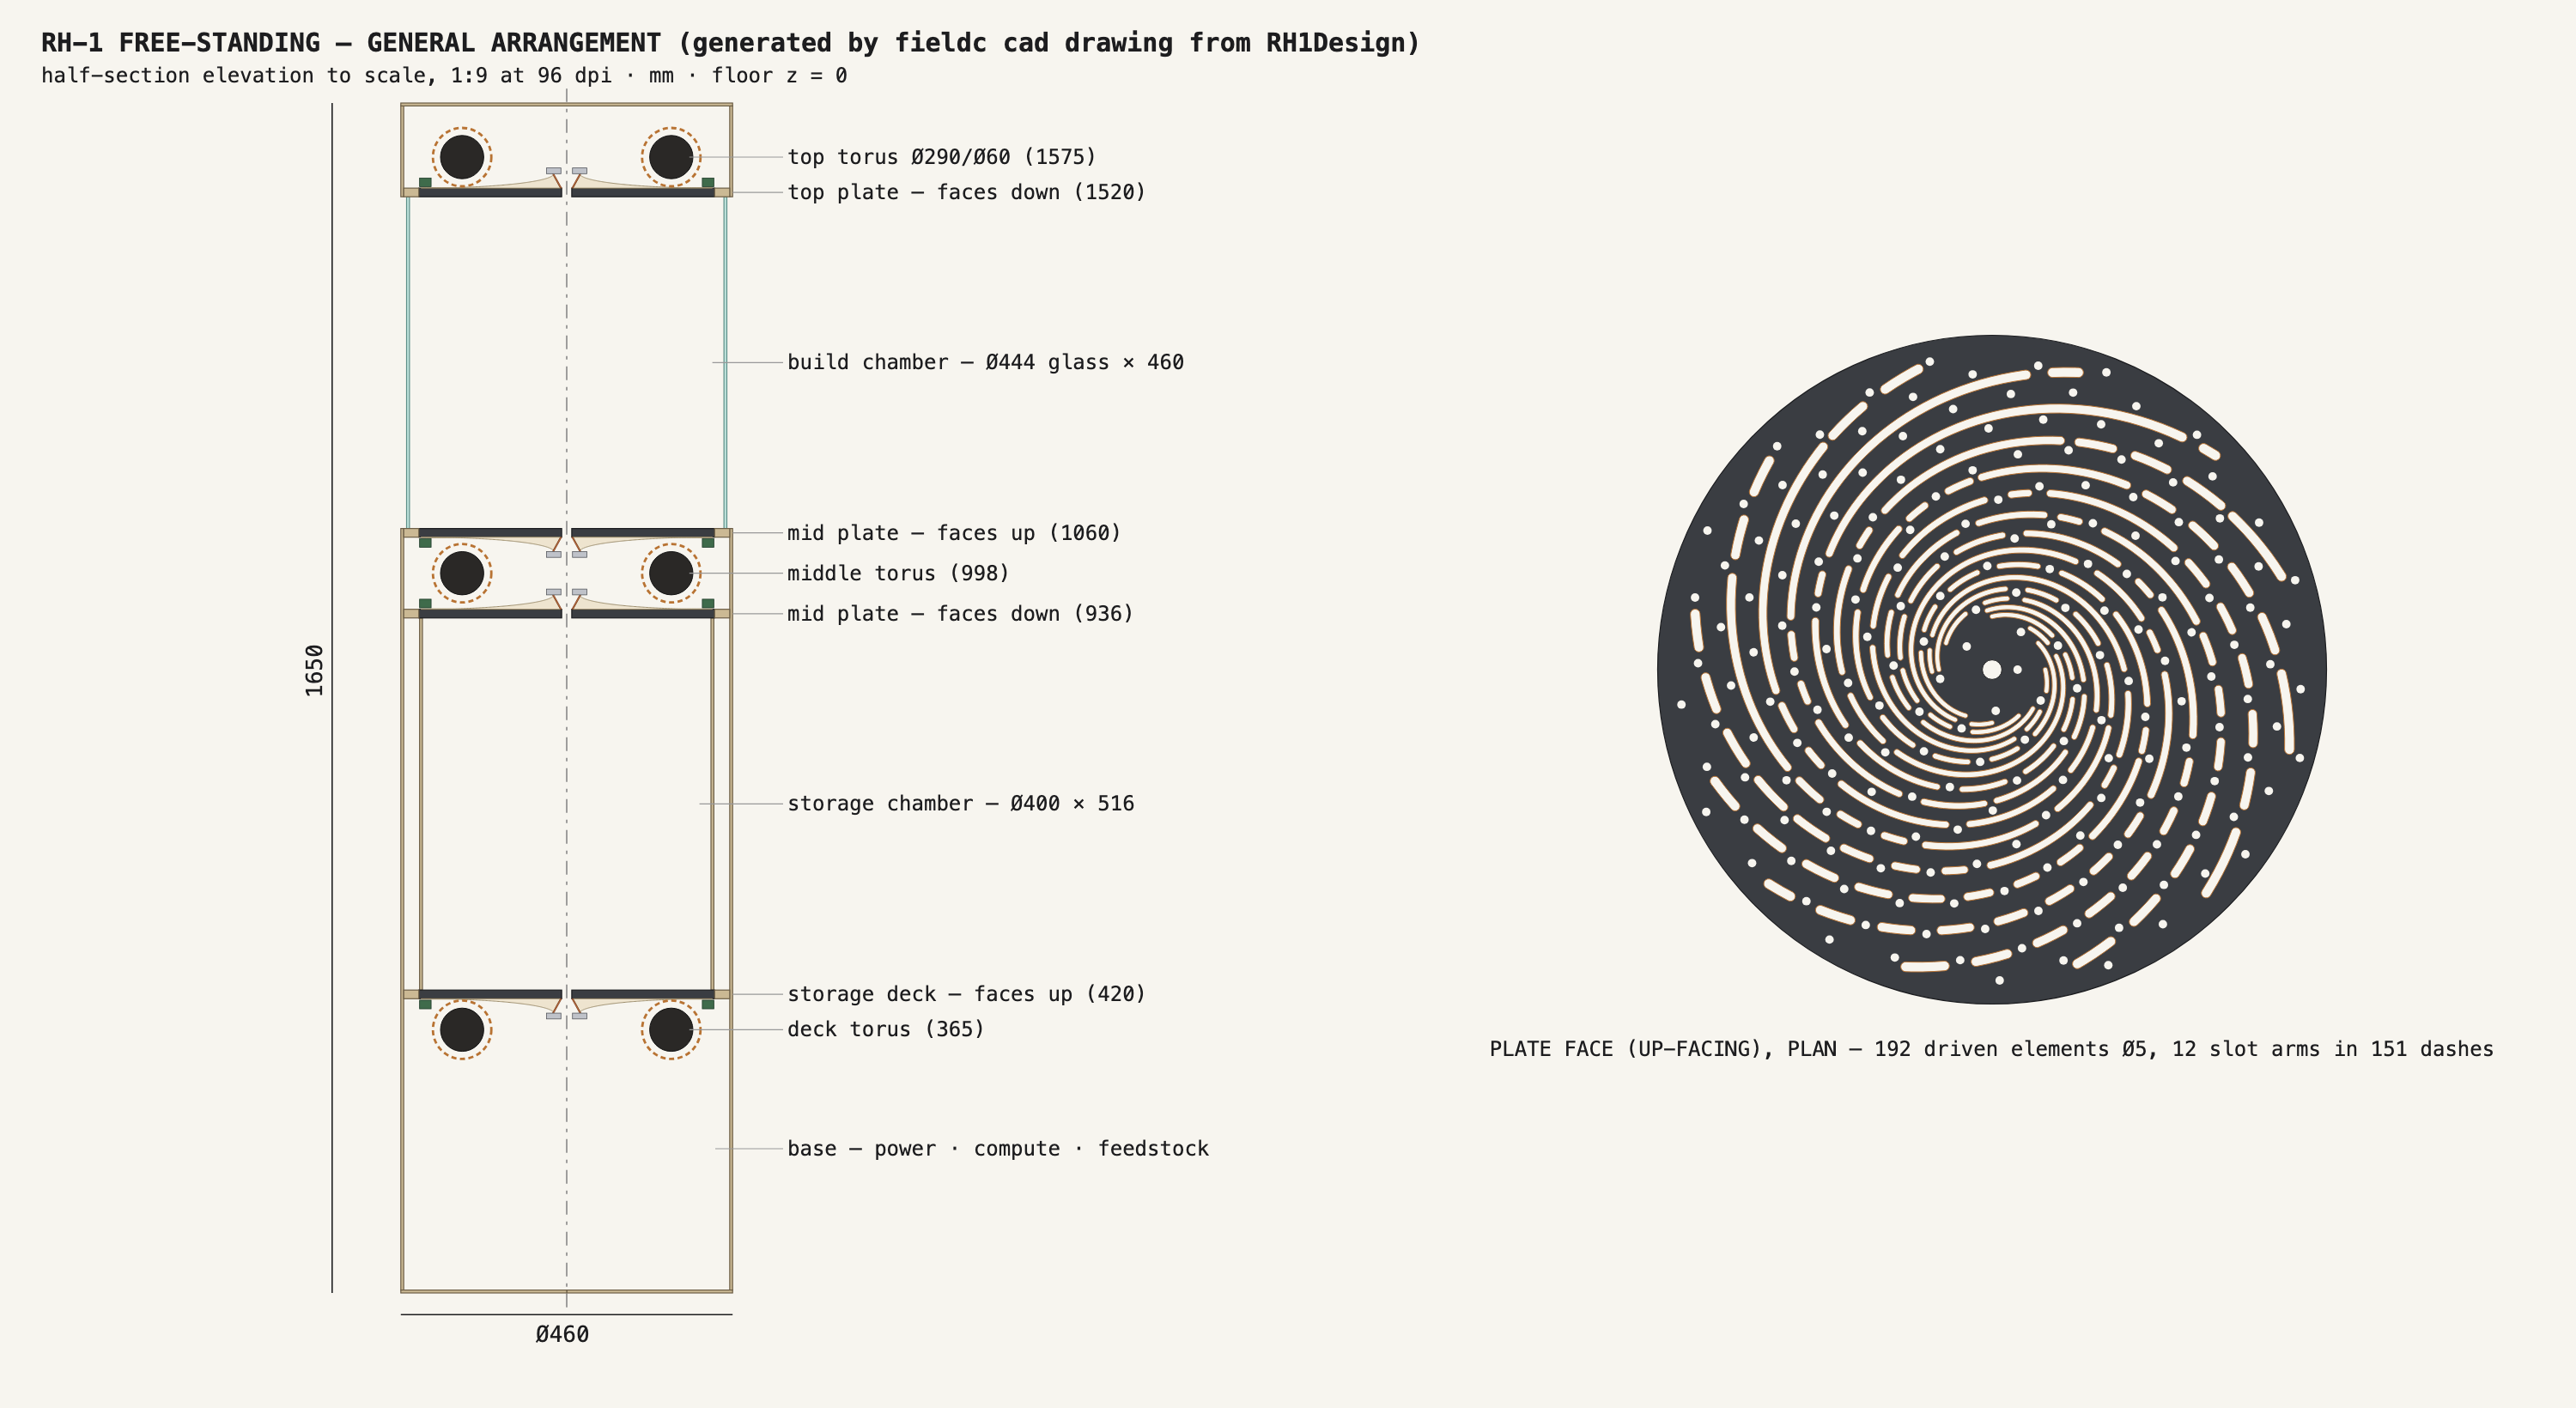 RH−1 FREE−STANDING — GENERAL ARRANGEMENT (generated by fieldc cad drawing from RH1Design)
half−section elevation to scale, 1:9 at 96 dpi · mm · floor z = 0
top torus Ø290/Ø60 (1575)
top plate — faces down (1520)
build chamber — Ø444 glass × 460
mid plate — faces up (1060)
middle torus (998)
mid plate — faces down (936)
1650
storage chamber — Ø400 × 516
storage deck — faces up (420)
deck torus (365)
PLATE FACE (UP−FACING), PLAN — 192 driven elements Ø5, 12 slot arms in 151 dashes
base — power · compute · feedstock
Ø460